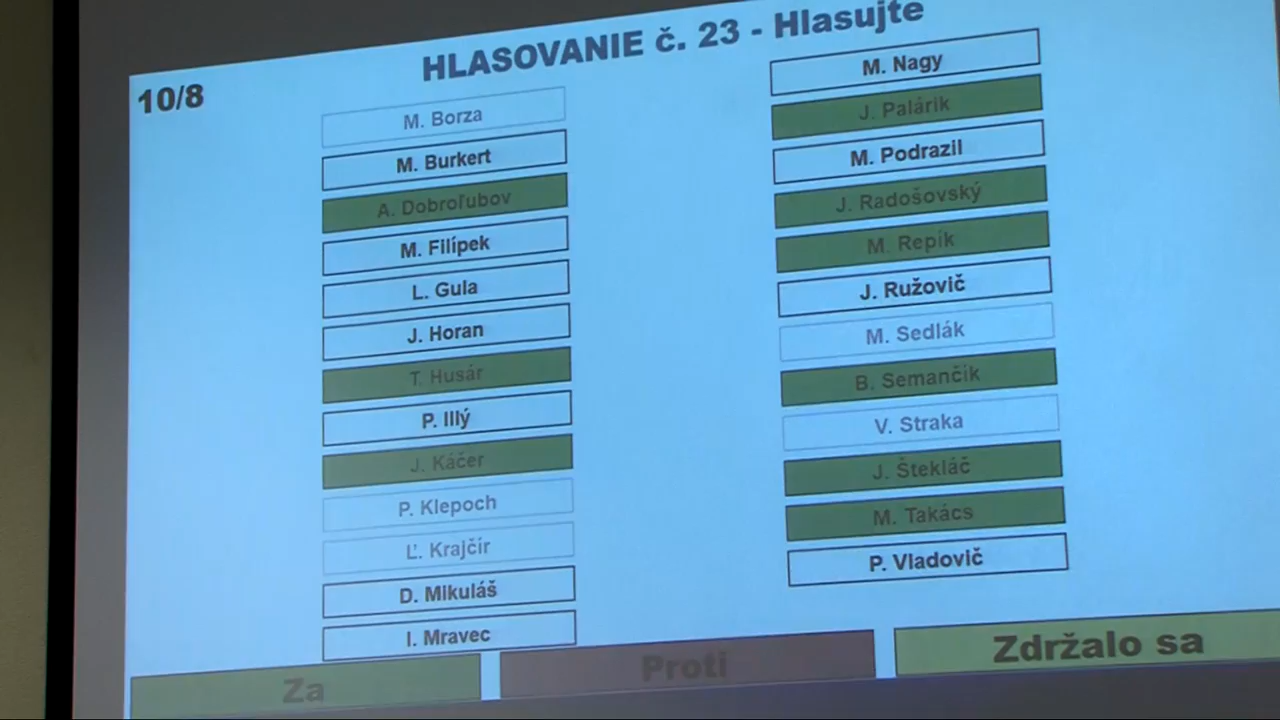 HLASOVANIE č. 23 - Hlasujte
10/8
M. Borza
M. Burkert
A. Dobroľubov
M. Filípek
L. Gula
J. Horan
T. Husár
P. Illý
J. Káčer
P. Klepoch
Ľ. Krajčír
D. Mikuláš
I. Mravec
M. Nagy
J. Palárik
M. Podrazil
J. Radošovský
M. Repík
J. Ružovič
M. Sedlák
B. Semančík
V. Straka
J. Štekláč
M. Takács
P. Vladovič
Za
Proti
Zdržalo sa